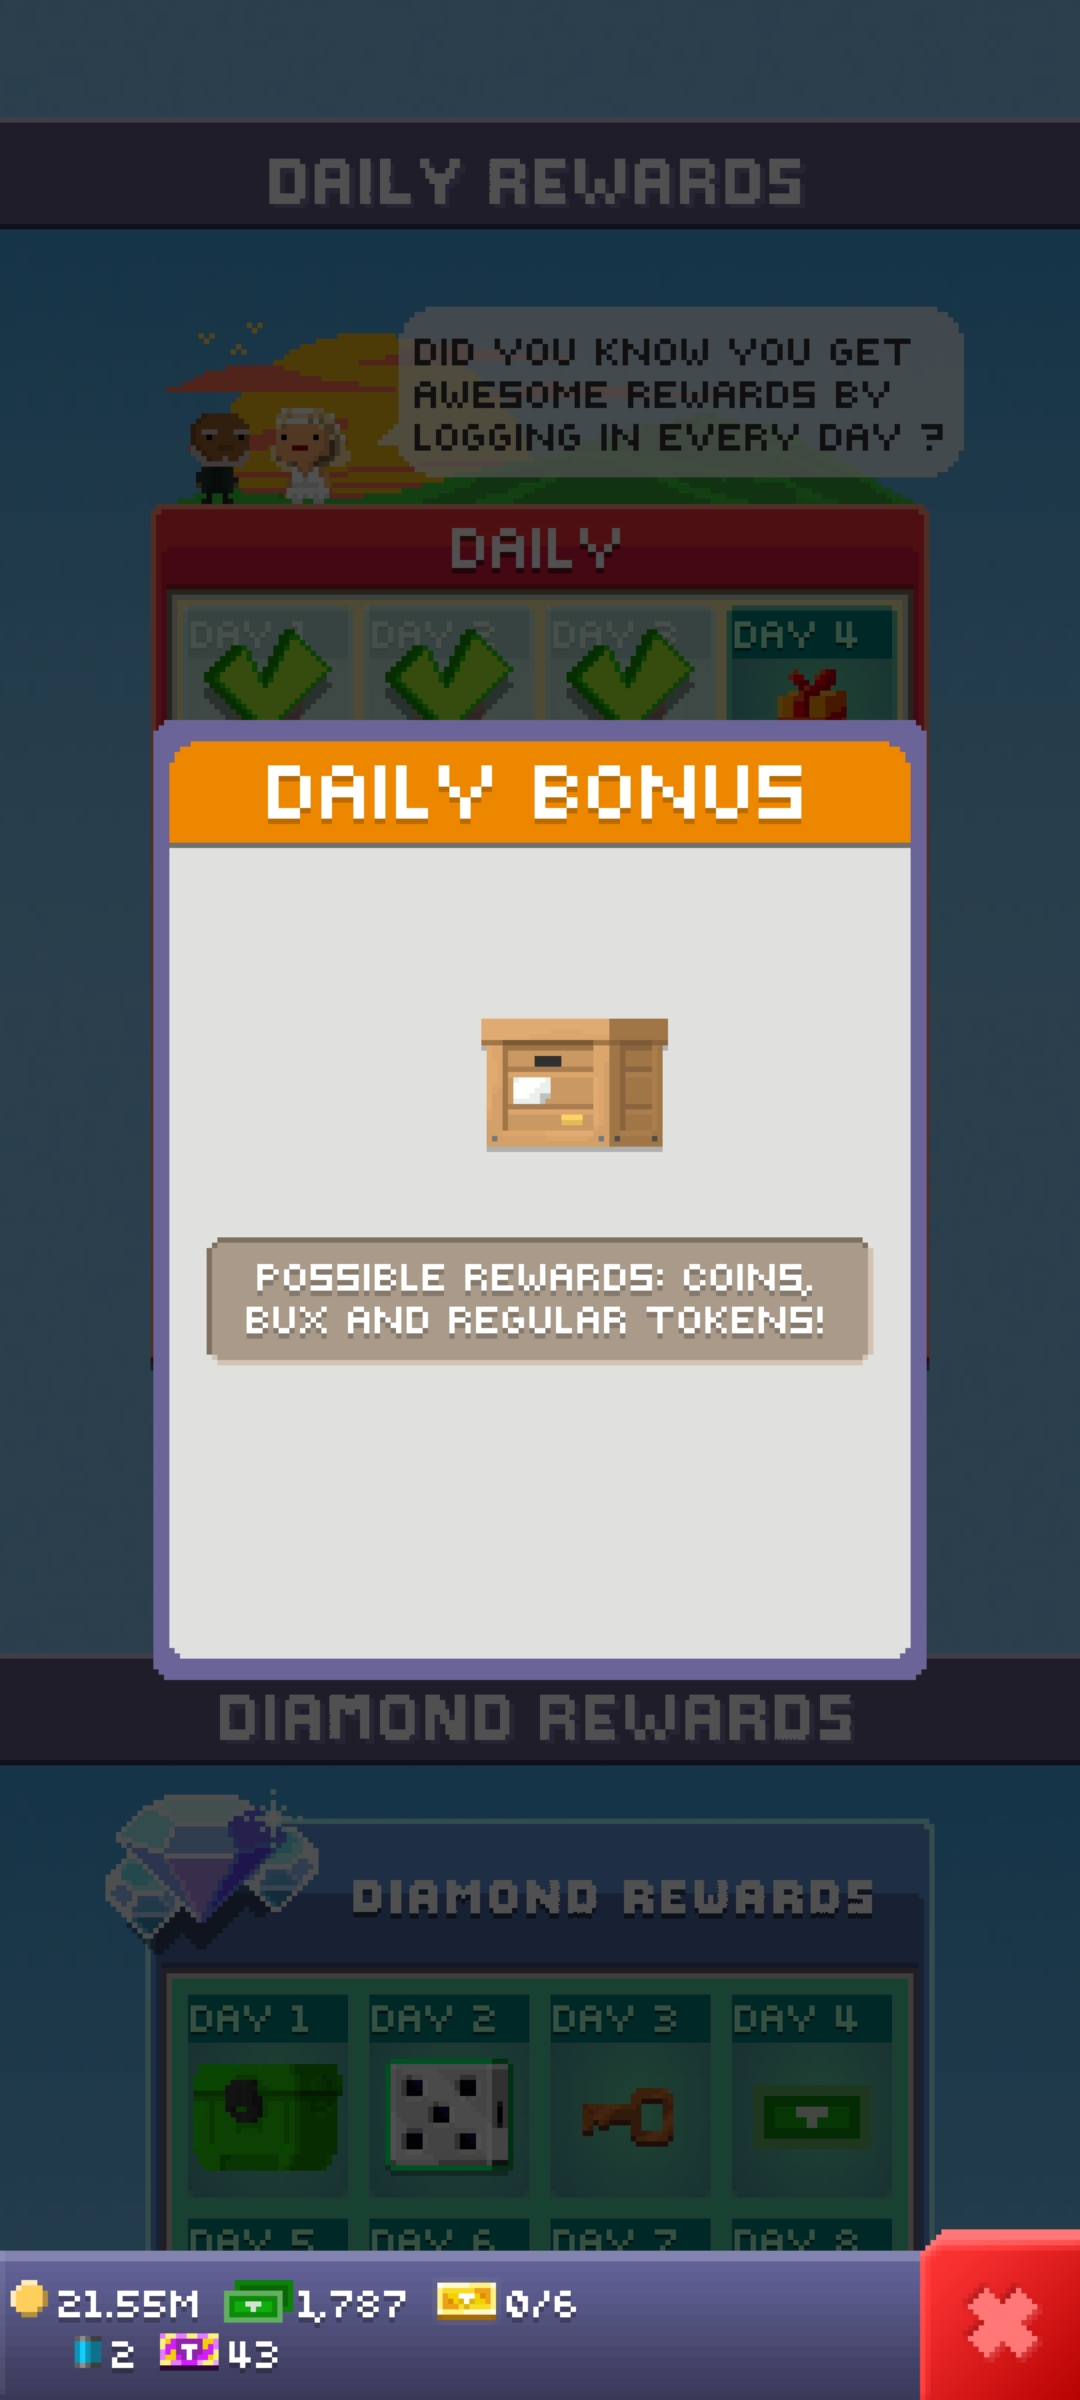 DAILY REWARDS
DID YOU KNOW YOU GET
AWESOME REWARDS BY
LOGGING IN EVERY DAY ?
DAILY
DAY 1 DAY 2 DAY 3 DAY 4
DAILY BONUS
POSSIBLE REWARDS: COINS,
BUX AND REGULAR TOKENS!
DIAMOND REWARDS
DIAMOND REWARDS
DAY 1 DAY 2 DAY 3 DAY 4
DAY 5 DAY 6 DAY 7 DAY 8
21.55M 1,787 0/6
2 43